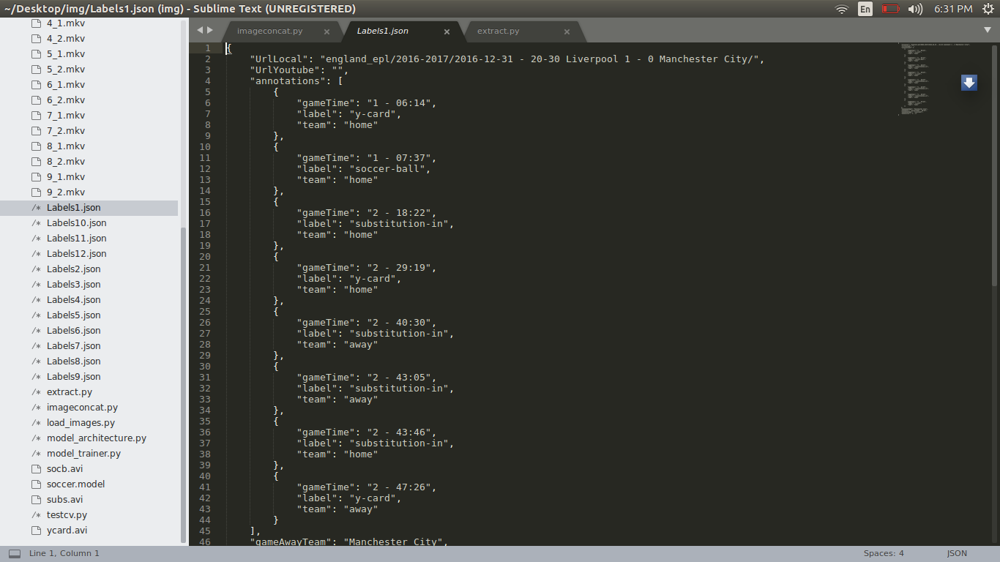 ~/Desktop/img/Labels1.json (img) - Sublime Text (UNREGISTERED)
En
6:31 PM
4_1.mkv
4_2.mkv
5_1.mkv
5_2.mkv
6_1.mkv
6_2.mkv
7_1.mkv
7_2.mkv
8_1.mkv
8_2.mkv
9_1.mkv
9_2.mkv
/* Labels1.json
/* Labels10.json
/* Labels11.json
/* Labels12.json
/* Labels2.json
/* Labels3.json
/* Labels4.json
/* Labels5.json
/* Labels6.json
/* Labels7.json
/* Labels8.json
/* Labels9.json
/* extract.py
/* imageconcat.py
/* load_images.py
/* model_architecture.py
/* model_trainer.py
socb.avi
soccer.model
subs.avi
/* testcv.py
ycard.avi
imageconcat.py ×
Labels1.json ×
extract.py ×
1 {
2 "UrlLocal": "england_epl/2016-2017/2016-12-31 - 20-30 Liverpool 1 - 0 Manchester City/",
3 "UrlYoutube": "",
4 "annotations": [
5 {
6 "gameTime": "1 - 06:14",
7 "label": "y-card",
8 "team": "home"
9 },
10 {
11 "gameTime": "1 - 07:37",
12 "label": "soccer-ball",
13 "team": "home"
14 },
15 {
16 "gameTime": "2 - 18:22",
17 "label": "substitution-in",
18 "team": "home"
19 },
20 {
21 "gameTime": "2 - 29:19",
22 "label": "y-card",
23 "team": "home"
24 },
25 {
26 "gameTime": "2 - 40:30",
27 "label": "substitution-in",
28 "team": "away"
29 },
30 {
31 "gameTime": "2 - 43:05",
32 "label": "substitution-in",
33 "team": "away"
34 },
35 {
36 "gameTime": "2 - 43:46",
37 "label": "substitution-in",
38 "team": "home"
39 },
40 {
41 "gameTime": "2 - 47:26",
42 "label": "y-card",
43 "team": "away"
44 }
45 ],
46 "gameAwayTeam": "Manchester City",
Line 1, Column 1
Spaces: 4
JSON